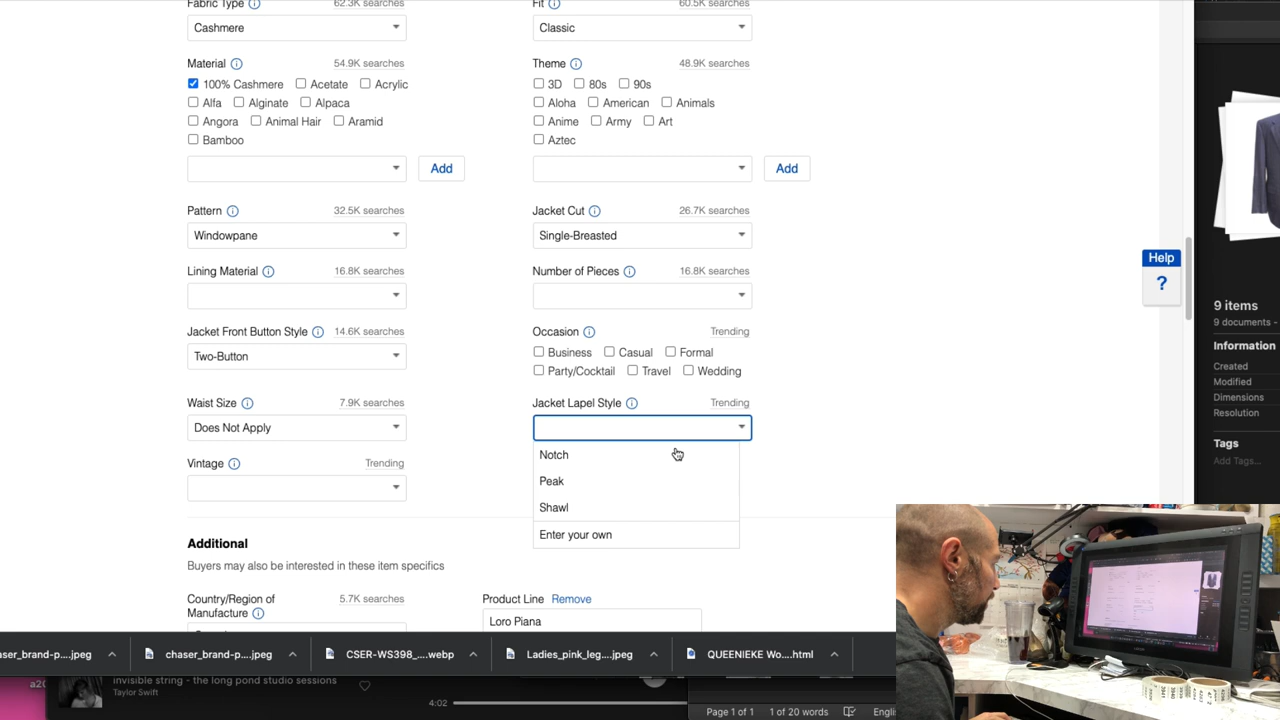 Fabric Type 62.3K searches
Fit 60.5K searches
Cashmere
Classic
Material 54.9K searches
Theme 48.9K searches
100% Cashmere Acetate Acrylic
3D 80s 90s
Alfa Alginate Alpaca
Aloha American Animals
Angora Animal Hair Aramid
Anime Army Art
Bamboo
Aztec
Add
Add
Pattern 32.5K searches
Jacket Cut 26.7K searches
Windowpane
Single-Breasted
Lining Material 16.8K searches
Number of Pieces 16.8K searches
Jacket Front Button Style 14.6K searches
Occasion Trending
Two-Button
Business Casual Formal
Party/Cocktail Travel Wedding
Waist Size 7.9K searches
Jacket Lapel Style Trending
Does Not Apply
Notch
Vintage Trending
Peak
Shawl
Enter your own
Additional
Buyers may also be interested in these item specifics
Country/Region of
Manufacture 5.7K searches
Product Line Remove
Loro Piana
Help
?
9 items
9 documents -
Information
Created
Modified
Dimensions
Resolution
Tags
Add Tags...
aser_brand-p....jpeg
chaser_brand-p....jpeg
CSER-WS398_....webp
Ladies_pink_leg....jpeg
QUEENIEKE Wo....html
a20
invisible string - the long pond studio sessions
Taylor Swift
4:02
Page 1 of 1 1 of 20 words Englis